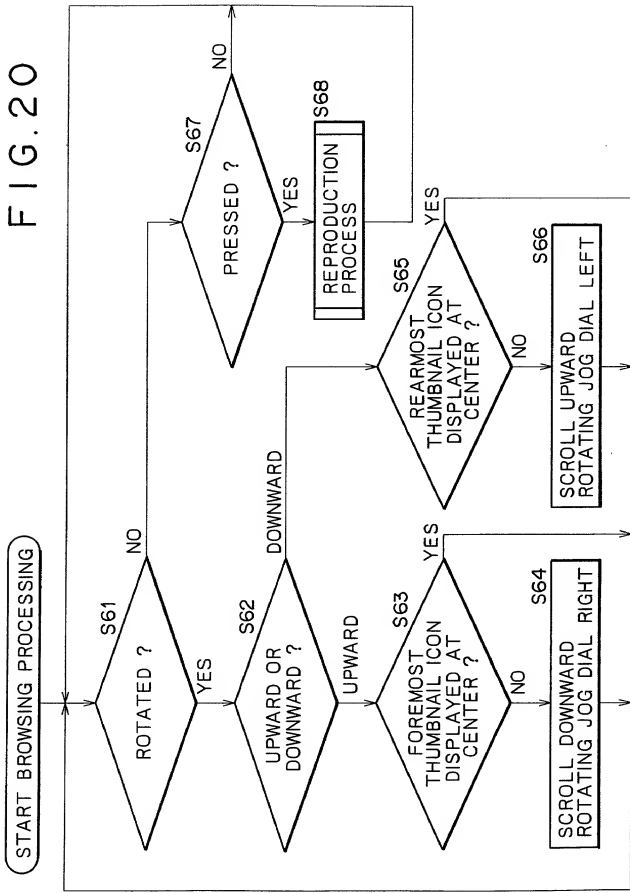 FIG.20
START BROWSING PROCESSING
S61
ROTATED ?
NO
YES
S62
UPWARD OR
DOWNWARD ?
DOWNWARD
UPWARD
S63
FOREMOST
THUMBNAIL ICON
DISPLAYED AT
CENTER ?
YES
NO
S64
SCROLL DOWNWARD
ROTATING JOG DIAL RIGHT
S65
REARMOST
THUMBNAIL ICON
DISPLAYED AT
CENTER ?
YES
NO
S66
SCROLL UPWARD
ROTATING JOG DIAL LEFT
S67
PRESSED ?
NO
YES
S68
REPRODUCTION
PROCESS